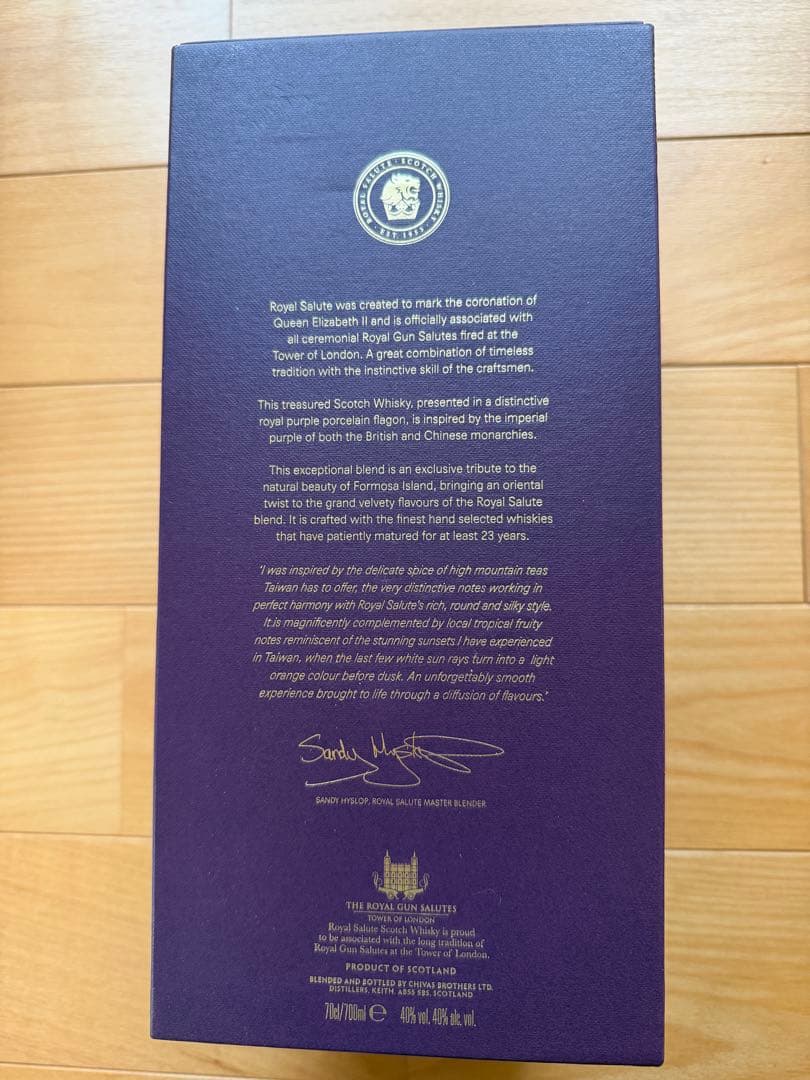 ROYAL SALUTE · SCOTCH WHISKY
· EST. 1953 ·
Royal Salute was created to mark the coronation of
Queen Elizabeth II and is officially associated with
all ceremonial Royal Gun Salutes fired at the
Tower of London. A great combination of timeless
tradition with the instinctive skill of the craftsmen.
This treasured Scotch Whisky, presented in a distinctive
royal purple porcelain flagon, is inspired by the imperial
purple of both the British and Chinese monarchies.
This exceptional blend is an exclusive tribute to the
natural beauty of Formosa Island, bringing an oriental
twist to the grand velvety flavours of the Royal Salute
blend. It is crafted with the finest hand selected whiskies
that have patiently matured for at least 23 years.
'I was inspired by the delicate spice of high mountain teas
Taiwan has to offer, the very distinctive notes working in
perfect harmony with Royal Salute's rich, round and silky style.
It is magnificently complemented by local tropical fruity
notes reminiscent of the stunning sunsets I have experienced
in Taiwan, when the last few white sun rays turn into a light
orange colour before dusk. An unforgettably smooth
experience brought to life through a diffusion of flavours.'
Sandy Hyslop
SANDY HYSLOP, ROYAL SALUTE MASTER BLENDER
THE ROYAL GUN SALUTES
TOWER OF LONDON
Royal Salute Scotch Whisky is proud
to be associated with the long tradition of
Royal Gun Salutes at the Tower of London.
PRODUCT OF SCOTLAND
BLENDED AND BOTTLED BY CHIVAS BROTHERS LTD,
DISTILLERS, KEITH, AB55 5BS, SCOTLAND
70cl/700ml e 40% vol. 40% alc. vol.